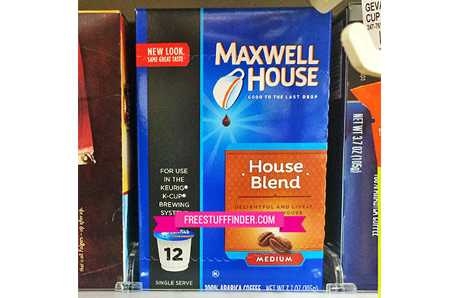 NEW LOOK,
SAME GREAT TASTE
MAXWELL
HOUSE
GOOD TO THE LAST DROP
FOR USE
IN THE
KEURIG®
K-CUP®
BREWING
House
Blend
DELIGHTFUL AND LIVELY
FREESTUFFFINDER.COM
12
SINGLE SERVE
MEDIUM
100% ARABICA COFFEE
GEVA
CUP
NET WT 3.7 OZ (105g)